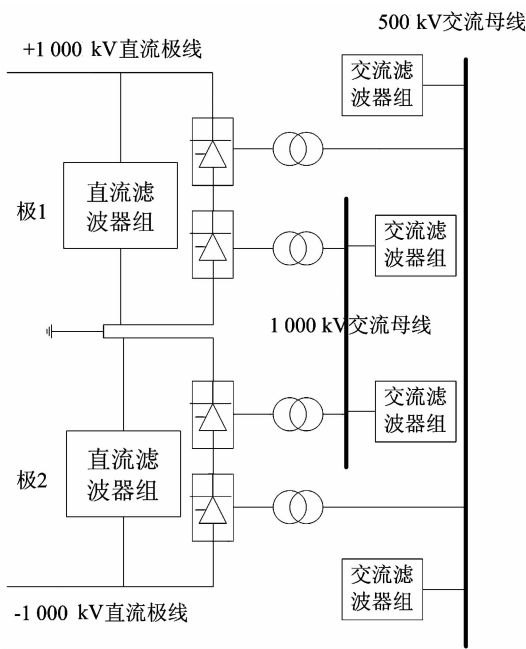 500 kV交流母线
+1 000 kV直流极线
交流滤
波器组
直流滤
波器组
极1
交流滤
波器组
1 000 kV交流母线
交流滤
波器组
直流滤
波器组
极2
交流滤
波器组
-1 000 kV直流极线